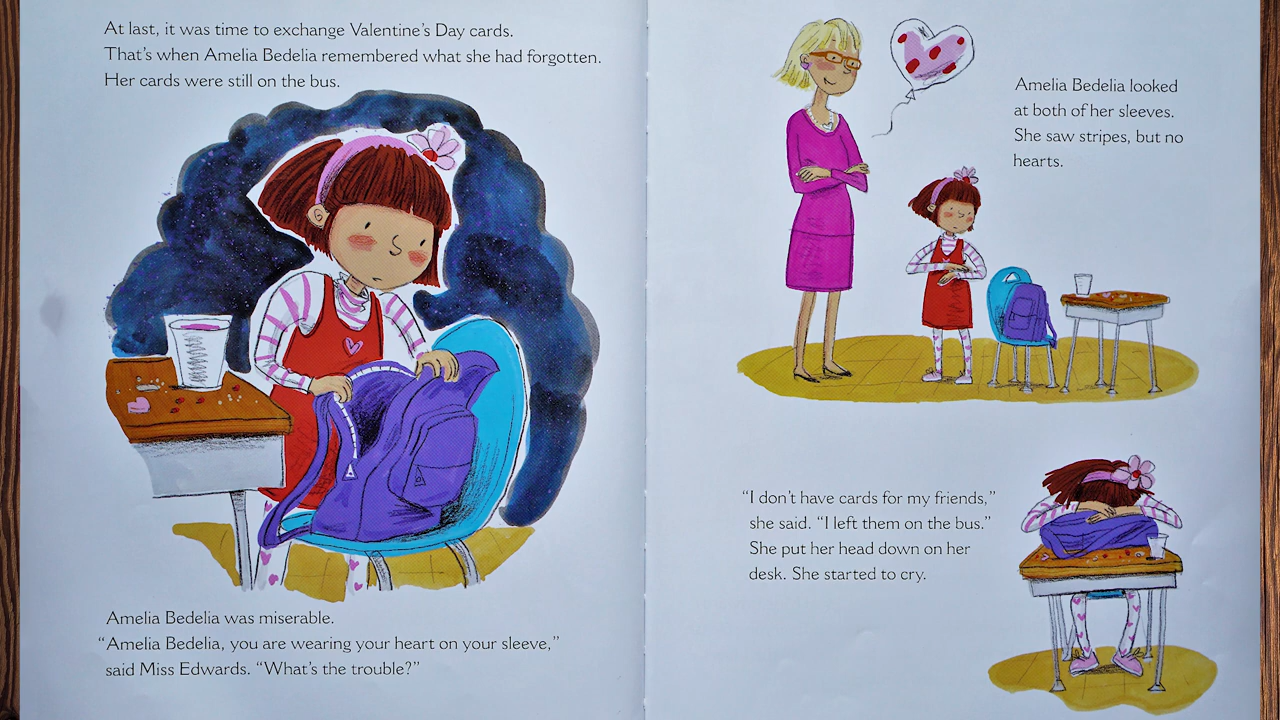 At last, it was time to exchange Valentine's Day cards.
That's when Amelia Bedelia remembered what she had forgotten.
Her cards were still on the bus.
Amelia Bedelia was miserable.
“Amelia Bedelia, you are wearing your heart on your sleeve,”
said Miss Edwards. “What's the trouble?”
Amelia Bedelia looked
at both of her sleeves.
She saw stripes, but no
hearts.
“I don't have cards for my friends,”
she said. “I left them on the bus.”
She put her head down on her
desk. She started to cry.